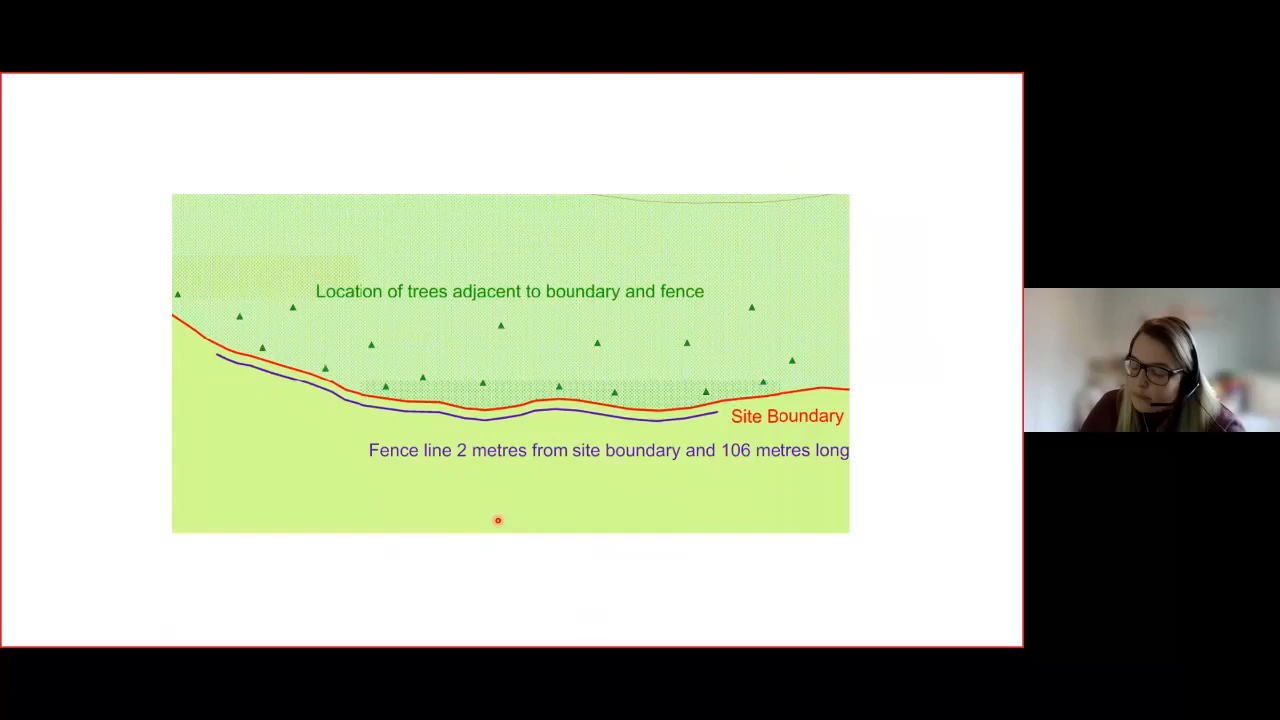 Location of trees adjacent to boundary and fence
Site Boundary
Fence line 2 metres from site boundary and 106 metres long